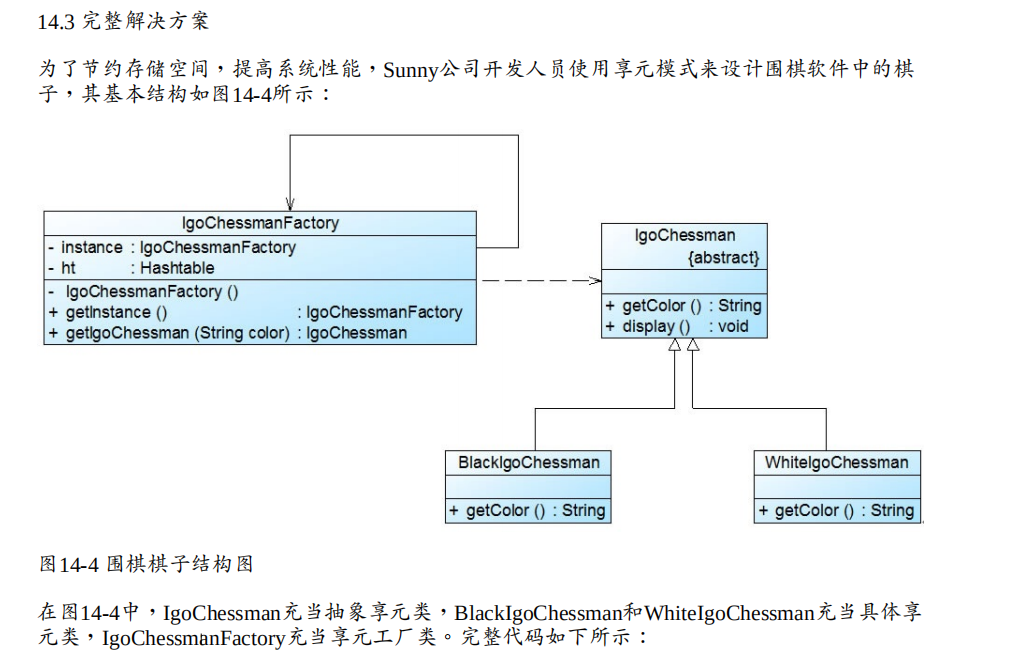 14.3 完整解决方案
为了节约存储空间，提高系统性能，Sunny公司开发人员使用享元模式来设计围棋软件中的棋
子，其基本结构如图14-4所示：
IgoChessmanFactory
- instance : IgoChessmanFactory
- ht : Hashtable
- IgoChessmanFactory ()
+ getInstance () : IgoChessmanFactory
+ getIgoChessman (String color) : IgoChessman
IgoChessman
{abstract}
+ getColor () : String
+ display () : void
BlackIgoChessman
+ getColor () : String
WhiteIgoChessman
+ getColor () : String
图14-4 围棋棋子结构图
在图14-4中，IgoChessman充当抽象享元类，BlackIgoChessman和WhiteIgoChessman充当具体享
元类，IgoChessmanFactory充当享元工厂类。完整代码如下所示：